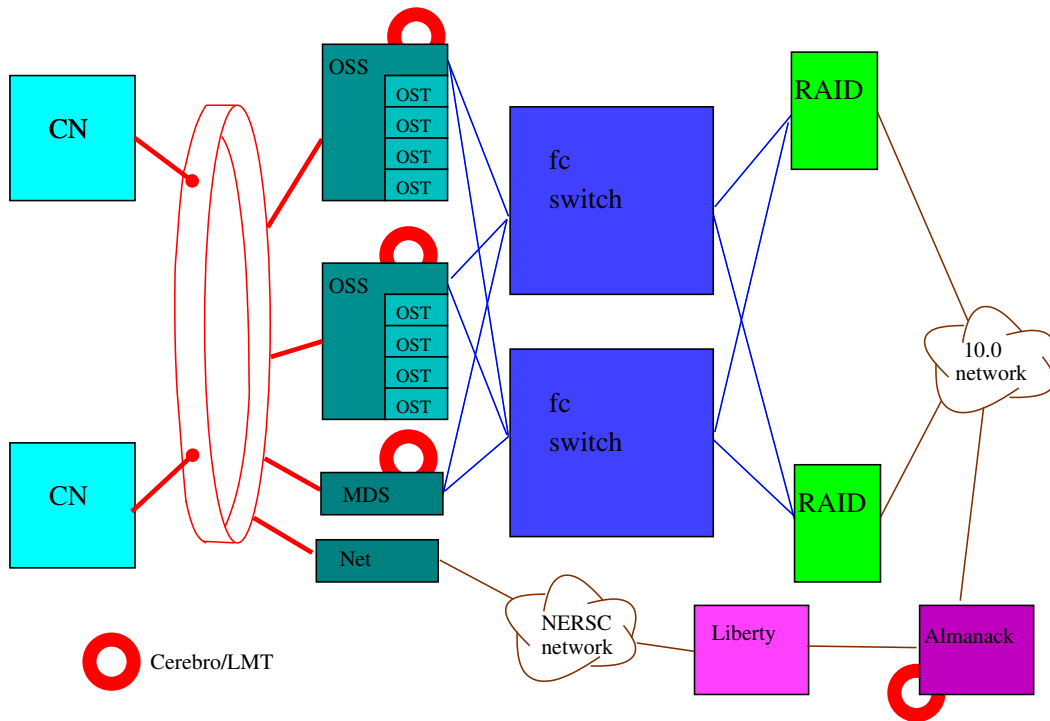 CN
OSS
OST
OST
OST
OST
fc
switch
RAID
OSS
OST
OST
OST
OST
fc
switch
10.0
network
CN
MDS
RAID
Net
NERSC
network
Liberty
Almanack
Cerebro/LMT